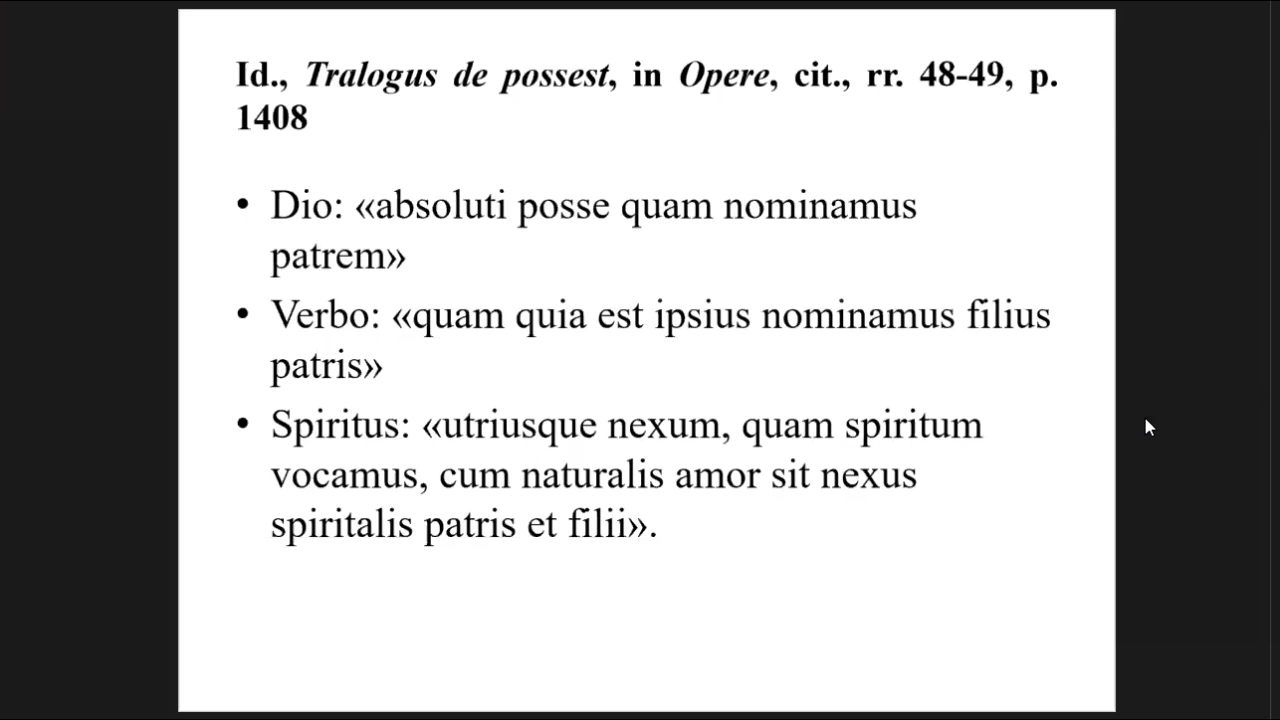 Id., Tralogus de possest, in Opere, cit., rr. 48-49, p.
1408
• Dio: «absoluti posse quam nominamus
patrem»
• Verbo: «quam quia est ipsius nominamus filius
patris»
• Spiritus: «utriusque nexum, quam spiritum
vocamus, cum naturalis amor sit nexus
spiritalis patris et filii».